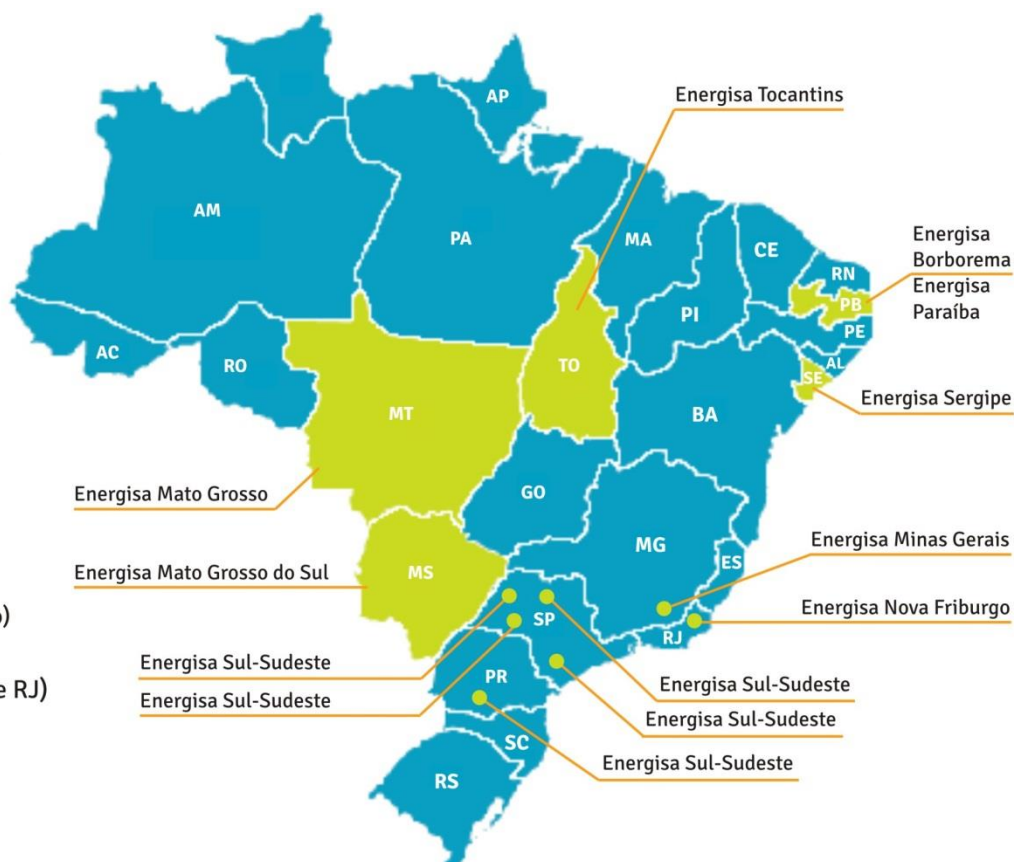 AP
Energisa Tocantins
AM
PA
MA
CE
Energisa
Borborema
Energisa
Paraíba
RN
PB
PI
PE
AC
RO
TO
AL
SE
MT
BA
Energisa Sergipe
Energisa Mato Grosso
GO
MG
ES
Energisa Minas Gerais
Energisa Mato Grosso do Sul
MS
SP
RJ
Energisa Nova Friburgo
)
Energisa Sul-Sudeste
PR
Energisa Sul-Sudeste
e RJ)
Energisa Sul-Sudeste
Energisa Sul-Sudeste
SC
Energisa Sul-Sudeste
RS